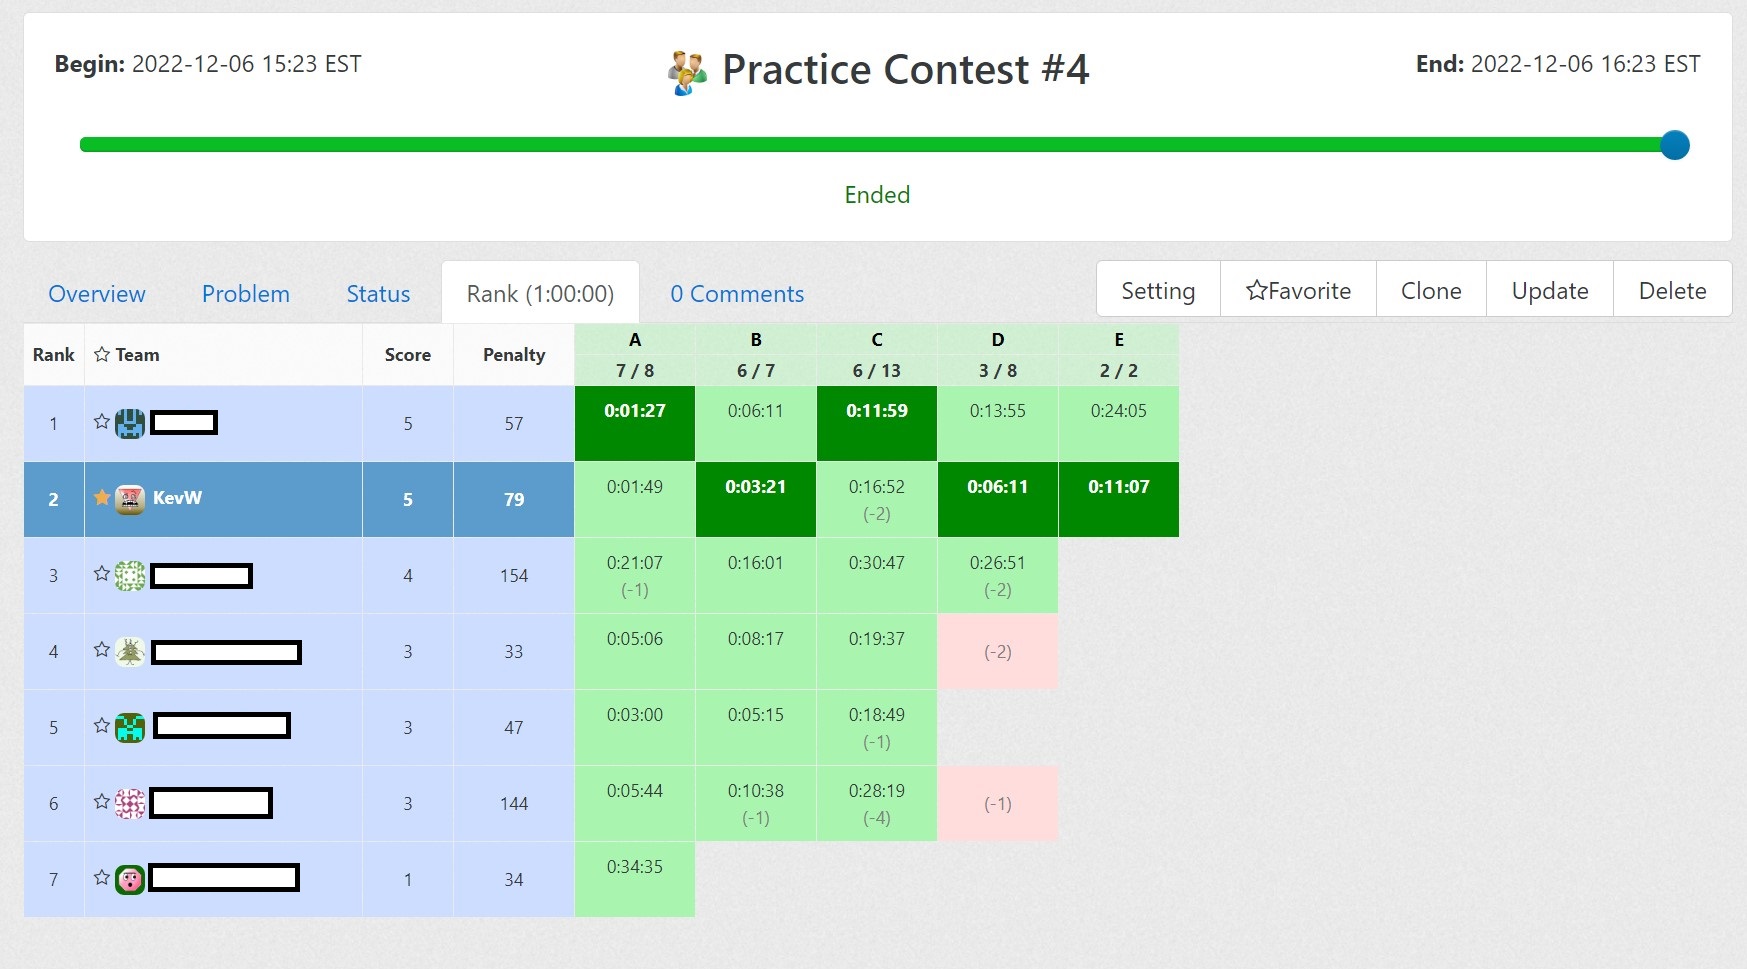 Begin: 2022-12-06 15:23 EST
Practice Contest #4
End: 2022-12-06 16:23 EST
Ended
Overview Problem Status Rank (1:00:00) 0 Comments
Setting Favorite Clone Update Delete
Rank Team Score Penalty A B C D E
7 / 8 6 / 7 6 / 13 3 / 8 2 / 2
1 5 57 0:01:27 0:06:11 0:11:59 0:13:55 0:24:05
2 KevW 5 79 0:01:49 0:03:21 0:16:52 0:06:11 0:11:07
(-2)
3 4 154 0:21:07 0:16:01 0:30:47 0:26:51
(-1) (-2)
4 3 33 0:05:06 0:08:17 0:19:37 (-2)
5 3 47 0:03:00 0:05:15 0:18:49
(-1)
6 3 144 0:05:44 0:10:38 0:28:19 (-1)
(-1) (-4)
7 1 34 0:34:35